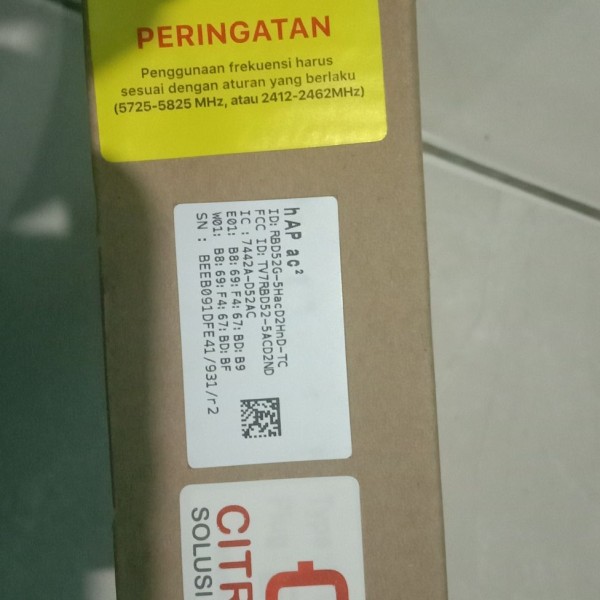 PERINGATAN
Penggunaan frekuensi harus
sesuai dengan aturan yang berlaku
(5725-5825 MHz, atau 2412-2462MHz)
hAP ac²
ID: RBD52G-5HacD2HnD-TC
FCC ID: TV7RBD52-5ACD2ND
IC : 7442A-D52AC
E01: B8:69:F4:67:BD:B9
W01: B8:69:F4:67:BD:BF
SN : BEEB091DFE41/931/r2
CITR
SOLUSI